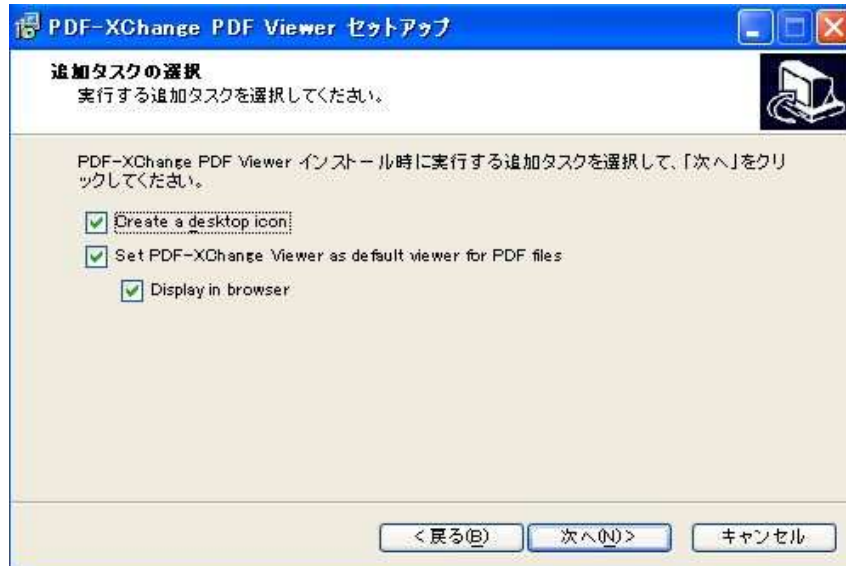 PDF-XChange PDF Viewer セットアップ
追加タスクの選択
実行する追加タスクを選択してください。
PDF-XChange PDF Viewer インストール時に実行する追加タスクを選択して、「次へ」をクリ
ックしてください。
Create a desktop icon
Set PDF-XChange Viewer as default viewer for PDF files
Display in browser
< 戻る(B)
次へ(N) >
キャンセル